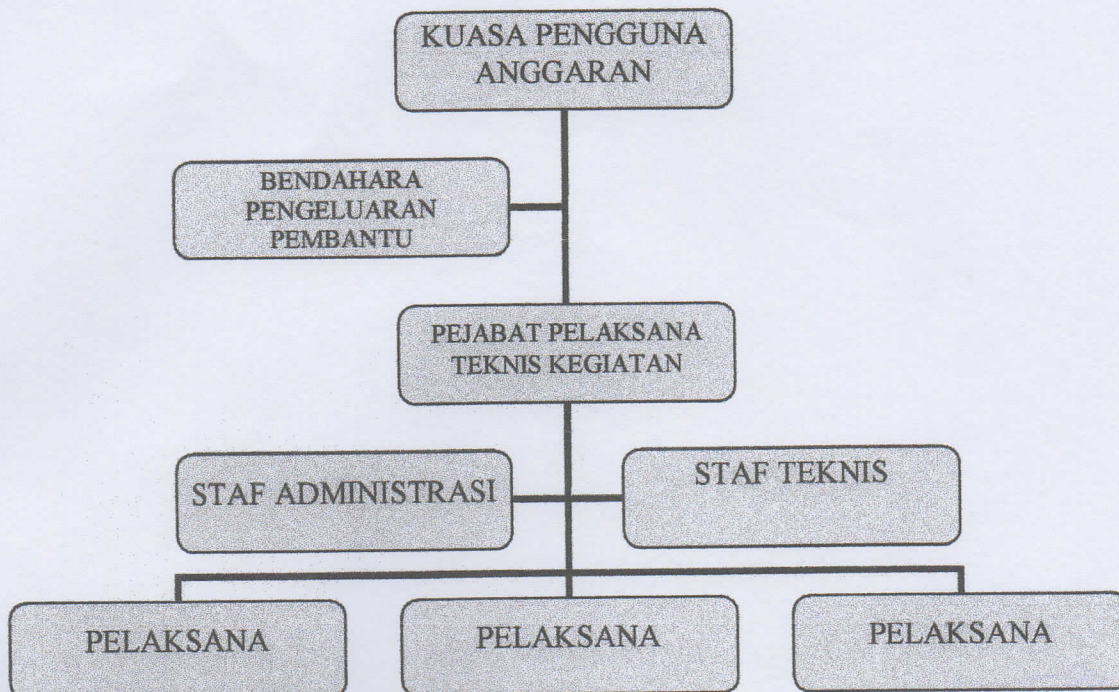 KUASA PENGGUNA
ANGGARAN
BENDAHARA
PENGELUARAN
PEMBANTU
PEJABAT PELAKSANA
TEKNIS KEGIATAN
STAF ADMINISTRASI
STAF TEKNIS
PELAKSANA
PELAKSANA
PELAKSANA